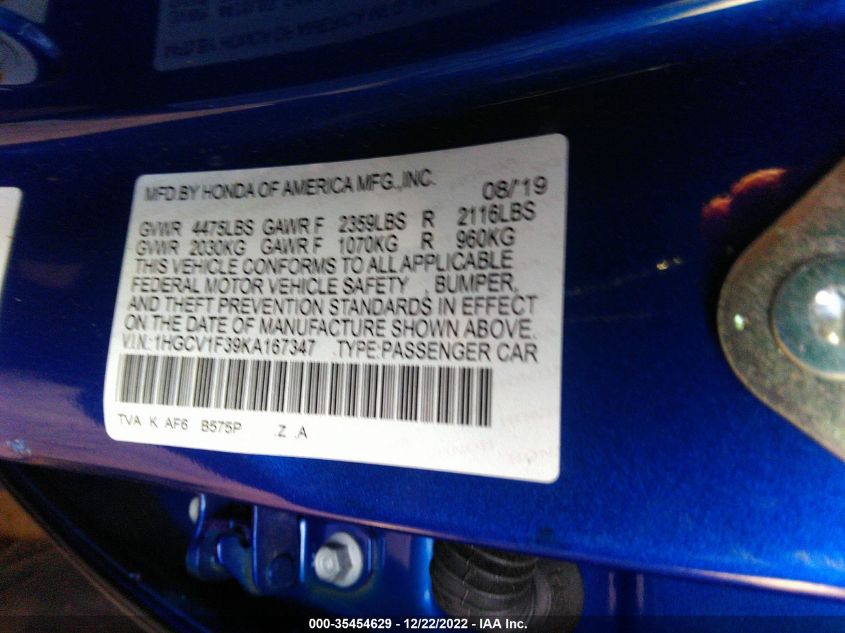 MFD.BY HONDA OF AMERICA MFG.,INC. 08/'19
GVWR 4475LBS GAWR F 2359LBS R 2116LBS
GVWR 2030KG GAWR F 1070KG R 960KG
THIS VEHICLE CONFORMS TO ALL APPLICABLE
FEDERAL MOTOR VEHICLE SAFETY , BUMPER,
AND THEFT PREVENTION STANDARDS IN EFFECT
ON THE DATE OF MANUFACTURE SHOWN ABOVE.
V.I.N.:1HGCV1F39KA167347 .TYPE:PASSENGER CAR
TVA K AF6 B575P .Z .A
000-35454629 - 12/22/2022 - IAA Inc.